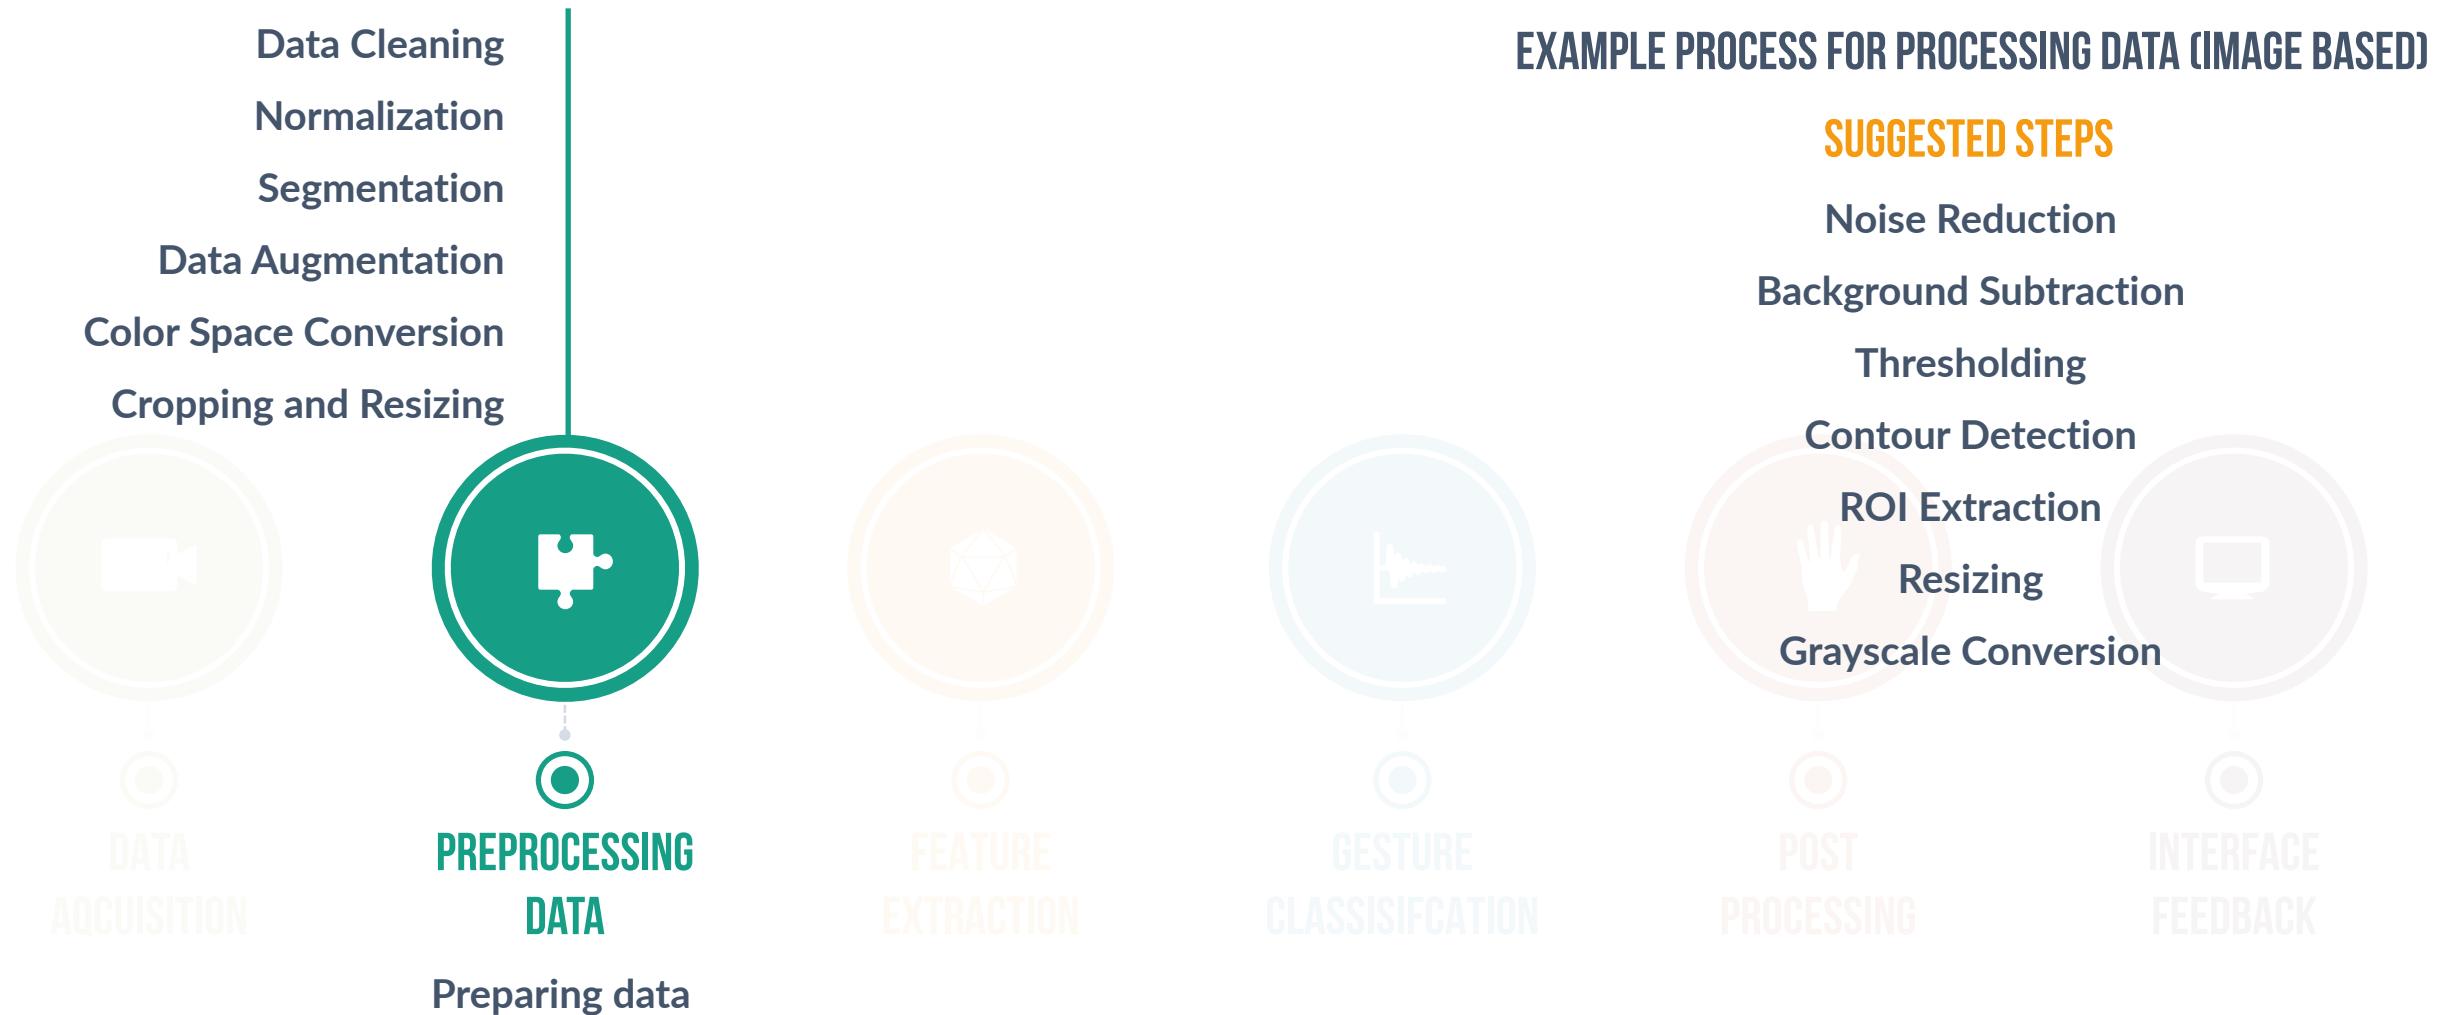 Data Cleaning
Normalization
Segmentation
Data Augmentation
Color Space Conversion
Cropping and Resizing
EXAMPLE PROCESS FOR PROCESSING DATA (IMAGE BASED)
SUGGESTED STEPS
Noise Reduction
Background Subtraction
Thresholding
Contour Detection
ROI Extraction
Resizing
Grayscale Conversion
DATA
AQCUISITION
PREPROCESSING
DATA
Preparing data
FEATURE
EXTRACTION
GESTURE
CLASSISIFCATION
POST
PROCESSING
INTERFACE
FEEDBACK